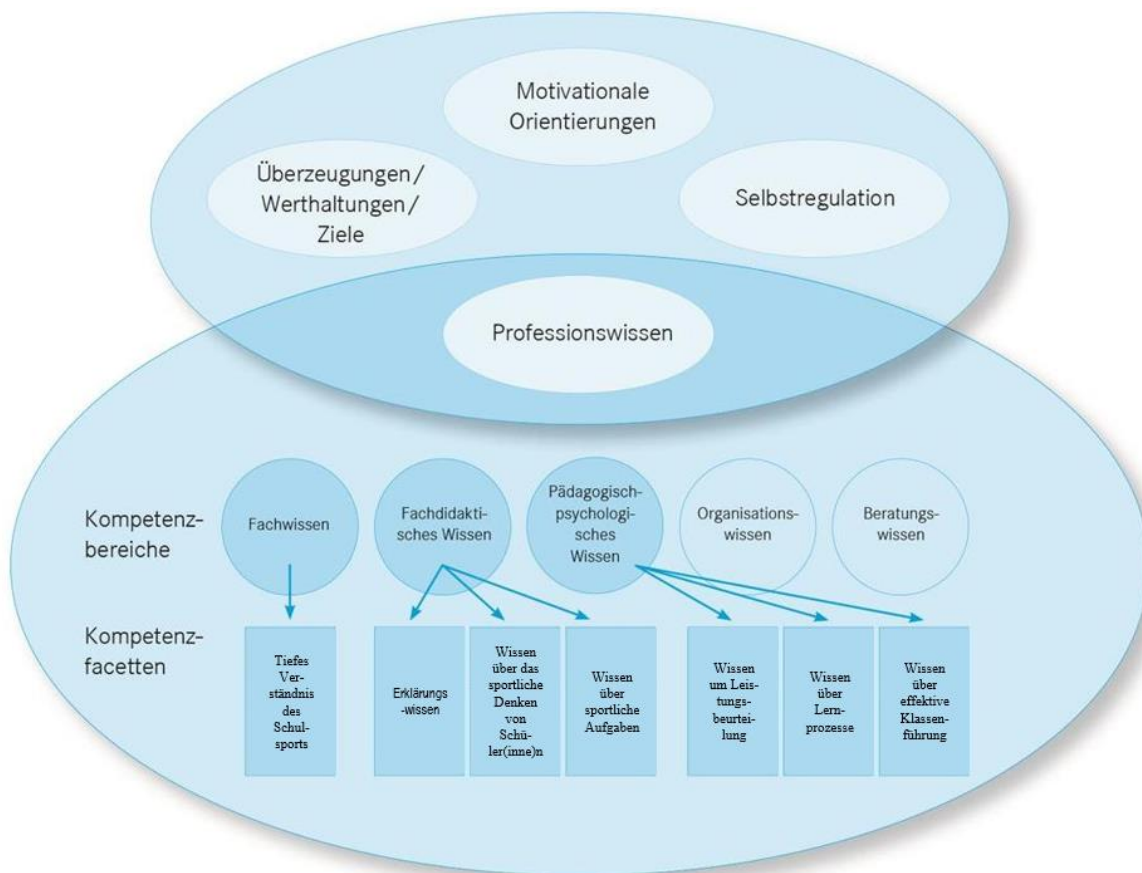 Motivationale
Orientierungen
Überzeugungen /
Werthaltungen /
Ziele
Selbstregulation
Professionswissen
Kompetenz-
bereiche
Fachwissen
Fachdidakti-
sches Wissen
Pädagogisch-
psychologi-
sches
Wissen
Organisations-
wissen
Beratungs-
wissen
Kompetenz-
facetten
Tiefes
Ver-
ständnis
des
Schul-
sports
Erklärungs
-wissen
Wissen
über das
sportliche
Denken
von
Schü-
ler(inne)n
Wissen
über
sportliche
Aufgaben
Wissen
um Leis-
tungs-
beurtei-
lung
Wissen
über
Lern-
prozesse
Wissen
über
effektive
Klassen-
führung